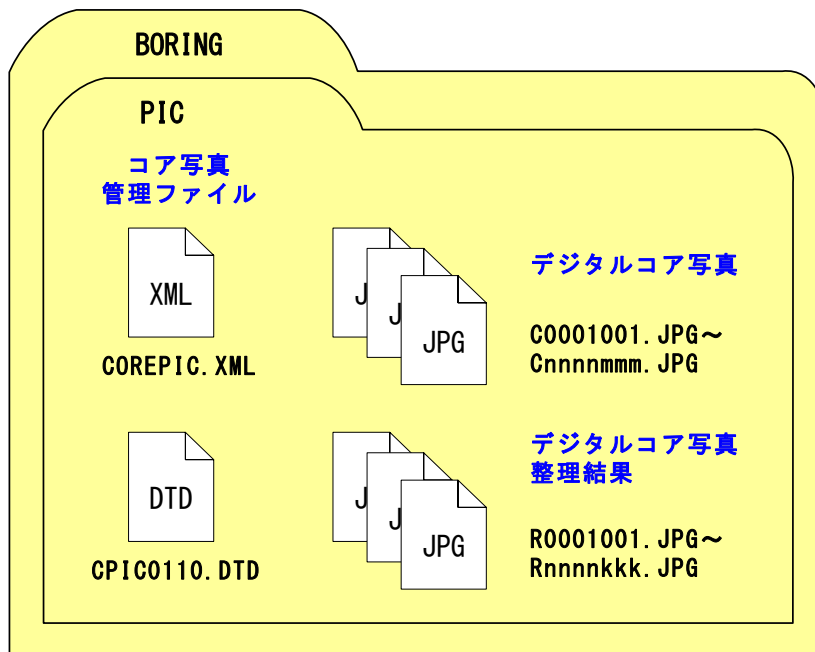 BORING
PIC
コア写真
管理ファイル
XML
COREPIC.XML
J
J
JPG
デジタルコア写真
C0001001.JPG～
Cnnnnmmm.JPG
DTD
CPIC0110.DTD
J
J
JPG
デジタルコア写真
整理結果
R0001001.JPG～
Rnnnnkkk.JPG